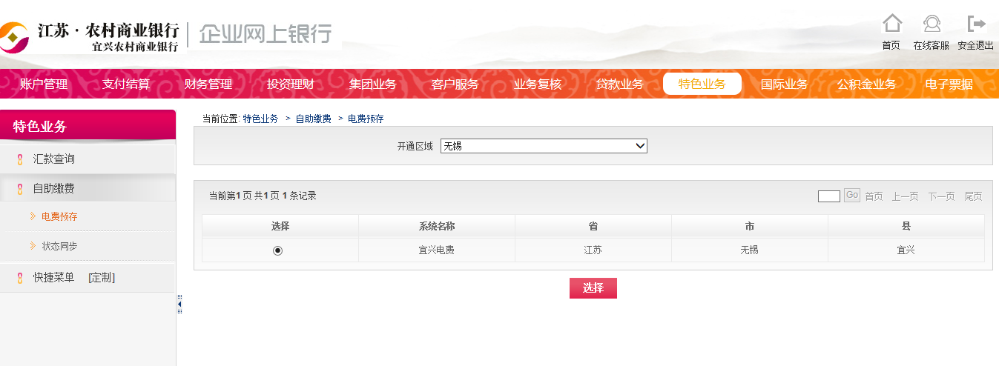 江苏·农村商业银行
宜兴农村商业银行
企业网上银行
首页 在线客服 安全退出
账户管理 支付结算 财务管理 投资理财 集团业务 客户服务 业务复核 贷款业务 特色业务 国际业务 公积金业务 电子票据
特色业务
汇款查询
自助缴费
电费预存
状态同步
快捷菜单 [定制]
当前位置: 特色业务 > 自助缴费 > 电费预存
开通区域 无锡
当前第1 页 共1 页 1 条记录
Go 首页 上一页 下一页 尾页
选择 系统名称 省 市 县
宜兴电费 江苏 无锡 宜兴
选择